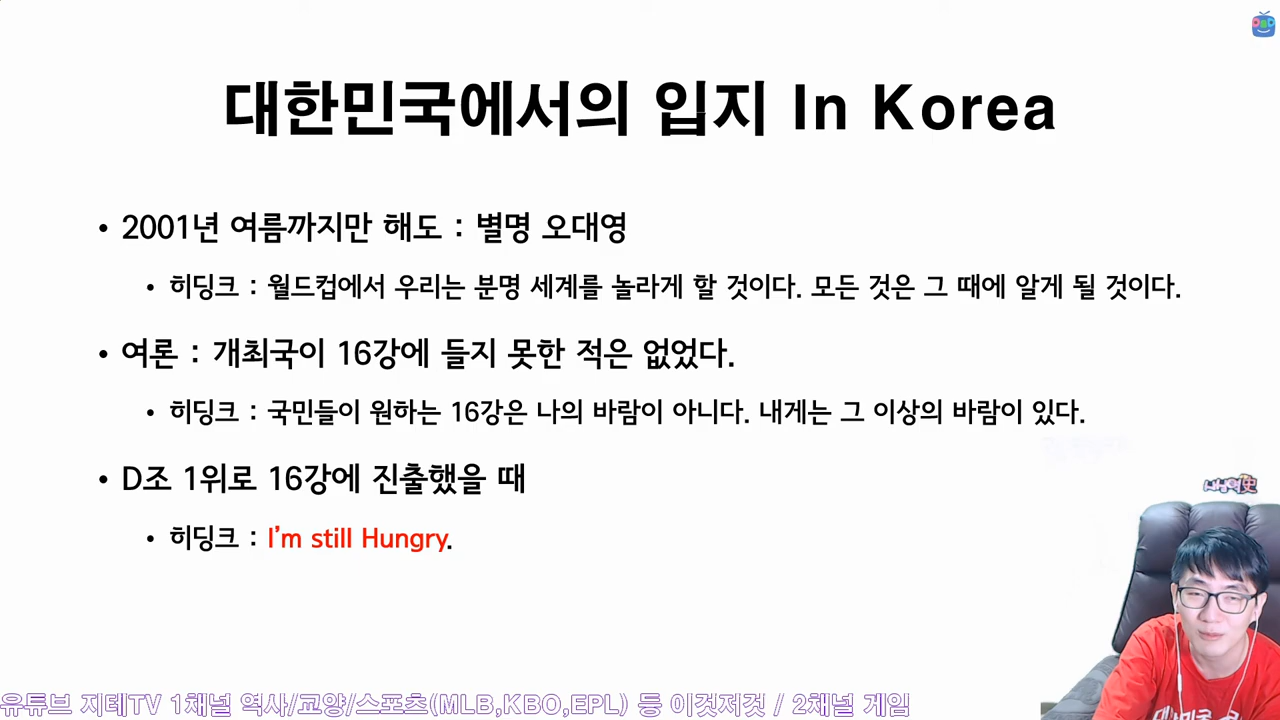 대한민국에서의 입지 In Korea
• 2001년 여름까지만 해도 : 별명 오대영
• 히딩크 : 월드컵에서 우리는 분명 세계를 놀라게 할 것이다. 모든 것은 그 때에 알게 될 것이다.
• 여론 : 개최국이 16강에 들지 못한 적은 없었다.
• 히딩크 : 국민들이 원하는 16강은 나의 바람이 아니다. 내게는 그 이상의 바람이 있다.
• D조 1위로 16강에 진출했을 때
• 히딩크 : I’m still Hungry.
유튜브 지테TV 1채널 역사/교양/스포츠(MLB,KBO,EPL) 등 이것저것 / 2채널 게임